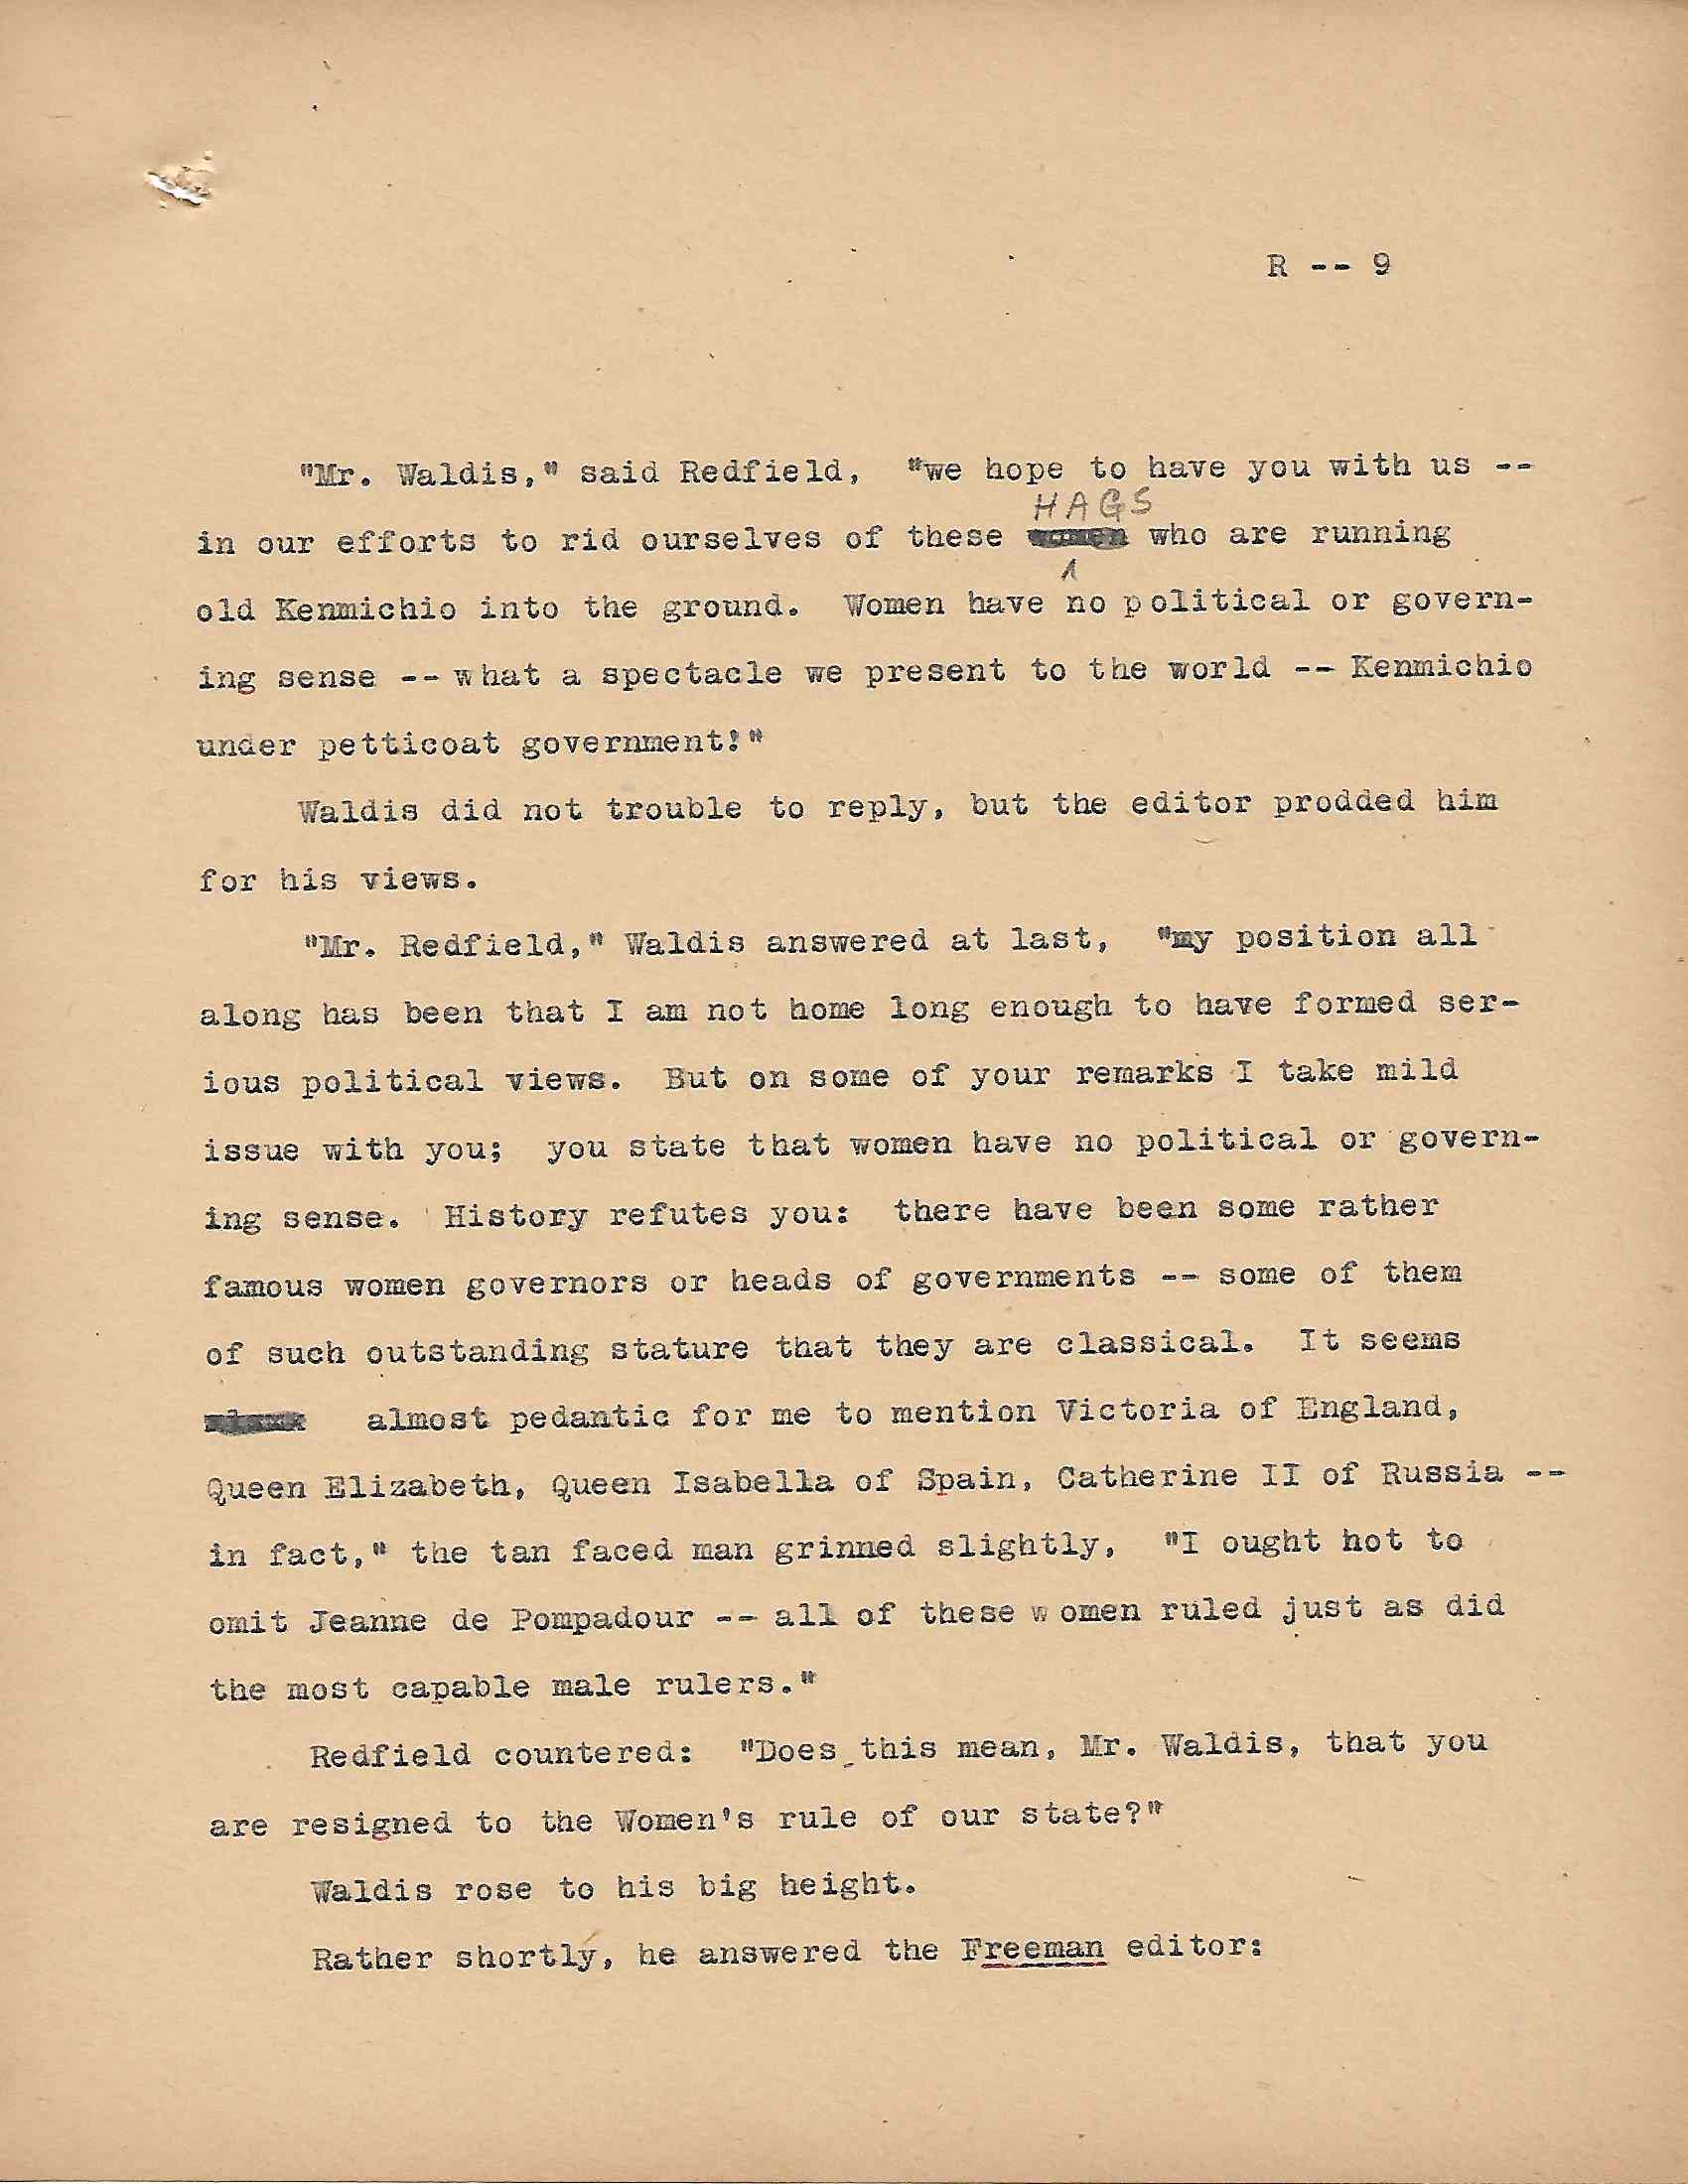 R -- 9
"Mr. Waldis," said Redfield, "we hope to have you with us --
HAGS
in our efforts to rid ourselves of these women who are running
old Kenmichio into the ground. Women have no political or govern-
ing sense -- what a spectacle we present to the world -- Kenmichio
under petticoat government!"
Waldis did not trouble to reply, but the editor prodded him
for his views.
"Mr. Redfield," Waldis answered at last, "my position all
along has been that I am not home long enough to have formed ser-
ious political views. But on some of your remarks I take mild
issue with you; you state that women have no political or govern-
ing sense. History refutes you: there have been some rather
famous women governors or heads of governments -- some of them
of such outstanding stature that they are classical. It seems
almost pedantic for me to mention Victoria of England,
Queen Elizabeth, Queen Isabella of Spain, Catherine II of Russia --
in fact," the tan faced man grinned slightly, "I ought not to
omit Jeanne de Pompadour -- all of these women ruled just as did
the most capable male rulers."
Redfield countered: "Does this mean, Mr. Waldis, that you
are resigned to the Women's rule of our state?"
Waldis rose to his big height.
Rather shortly, he answered the Freeman editor: